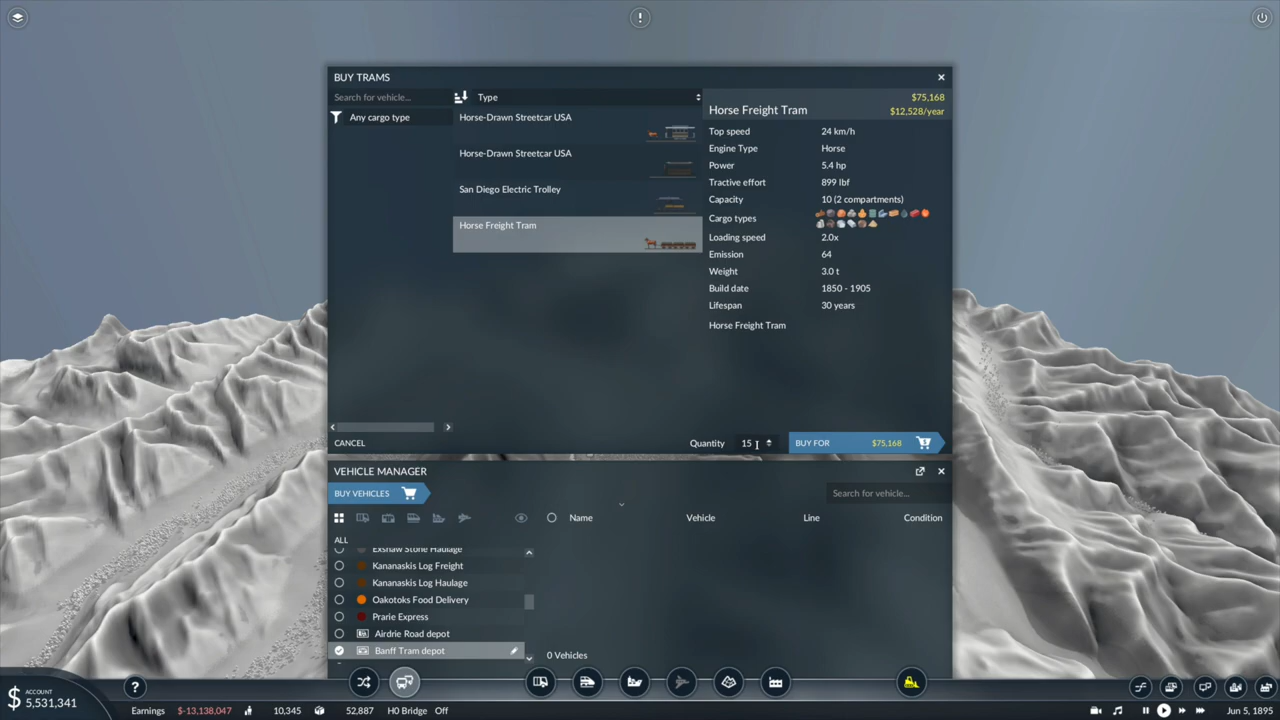 BUY TRAMS
Search for vehicle...
Type
Any cargo type
Horse-Drawn Streetcar USA
Horse-Drawn Streetcar USA
San Diego Electric Trolley
Horse Freight Tram
Horse Freight Tram
$75,168
$12,528/year
Top speed 24 km/h
Engine Type Horse
Power 5.4 hp
Tractive effort 899 lbf
Capacity 10 (2 compartments)
Cargo types
Loading speed 2.0x
Emission 64
Weight 3.0 t
Build date 1850 - 1905
Lifespan 30 years
Horse Freight Tram
CANCEL
Quantity 15
BUY FOR $75,168
VEHICLE MANAGER
BUY VEHICLES
Search for vehicle...
Name Vehicle Line Condition
ALL
Exshaw Stone Haulage
Kananaskis Log Freight
Kananaskis Log Haulage
Oakotoks Food Delivery
Prarie Express
Airdrie Road depot
Banff Tram depot
0 Vehicles
$ ACCOUNT
5,531,341
?
Earnings $-13,138,047 10,345 52,887 H0 Bridge Off
Jun 5, 1895